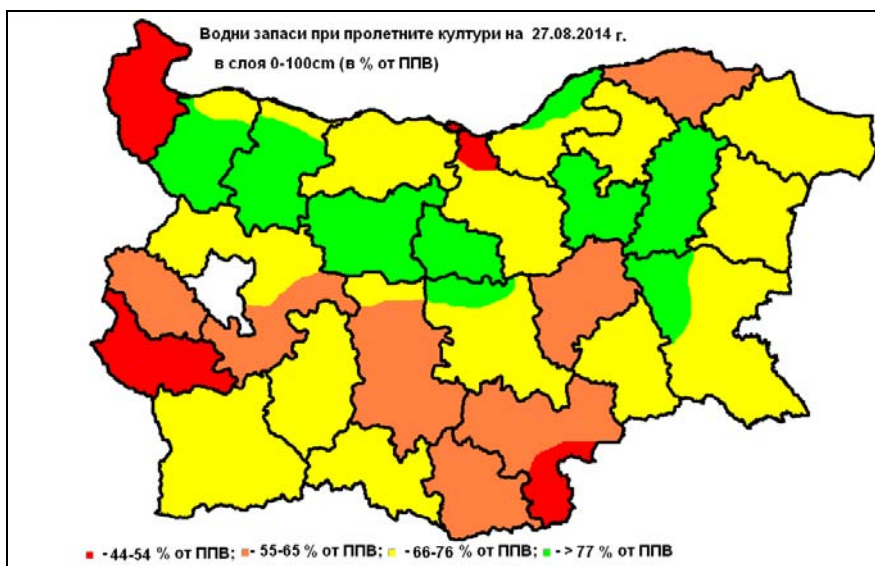 Водни запаси при пролетните култури на 27.08.2014 г.
в слоя 0-100cm (в % от ППВ)
- 44-54 % от ППВ; - 55-65 % от ППВ; - 66-76 % от ППВ; - > 77 % от ППВ